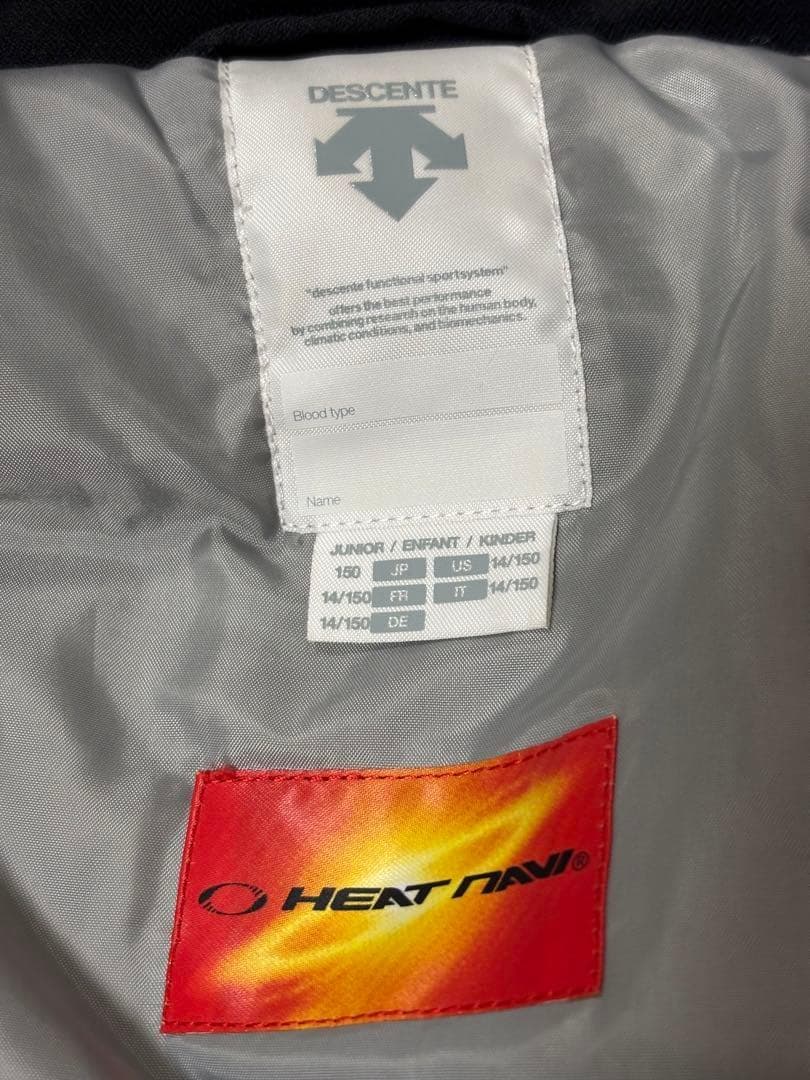 DESCENTE
"descente functional sportsystem"
offers the best performance
by combining research on the human body,
climatic conditions, and biomechanics.
Blood type
Name
JUNIOR / ENFANT / KINDER
150 JP US 14/150
14/150 FR IT 14/150
14/150 DE
HEAT NAVI®